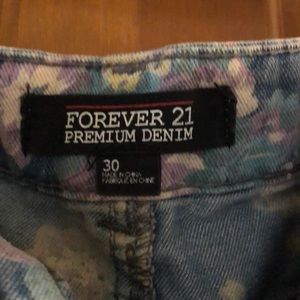 FOREVER 21
PREMIUM DENIM
30
MADE IN CHINA
FABRIQUÉ EN CHINE